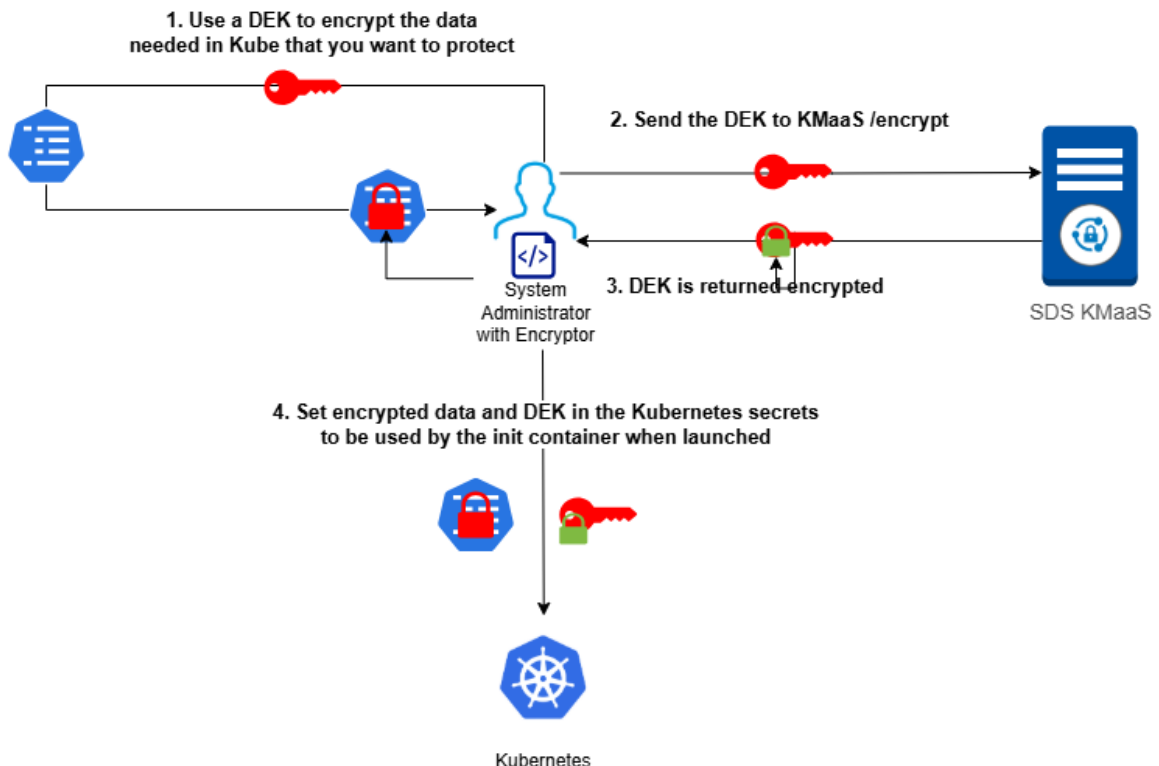 1. Use a DEK to encrypt the data
needed in Kube that you want to protect
2. Send the DEK to KMaaS /encrypt
3. DEK is returned encrypted
</>
System
Administrator
with Encryptor
SDS KMaaS
4. Set encrypted data and DEK in the Kubernetes secrets
to be used by the init container when launched
Kubernetes